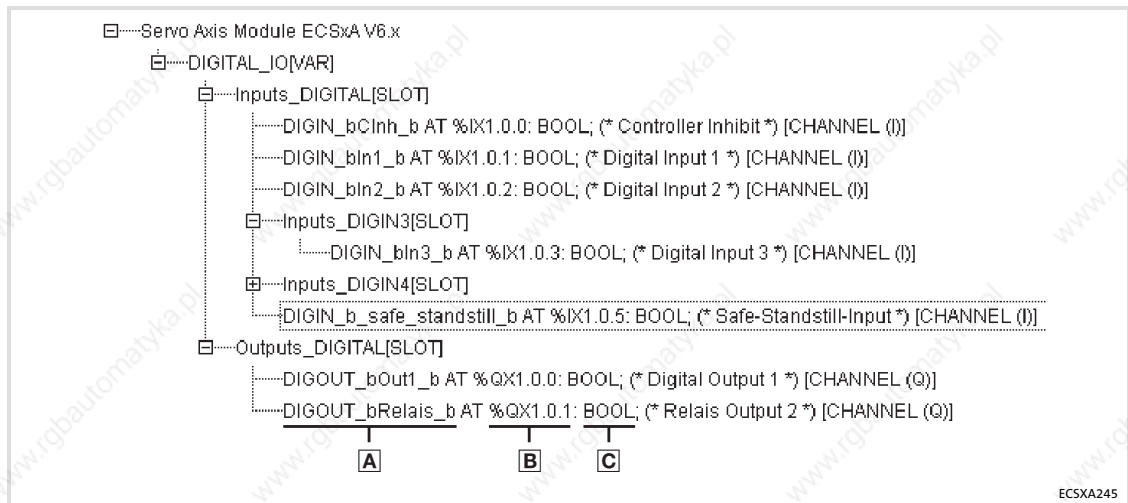 Servo Axis Module ECSxA V6.x
DIGITAL_IO[VAR]
Inputs_DIGITAL[SLOT]
DIGIN_bCInh_b AT %IX1.0.0: BOOL; (* Controller Inhibit *) [CHANNEL (I)]
DIGIN_bIn1_b AT %IX1.0.1: BOOL; (* Digital Input 1 *) [CHANNEL (I)]
DIGIN_bIn2_b AT %IX1.0.2: BOOL; (* Digital Input 2 *) [CHANNEL (I)]
Inputs_DIGIN3[SLOT]
DIGIN_bIn3_b AT %IX1.0.3: BOOL; (* Digital Input 3 *) [CHANNEL (I)]
Inputs_DIGIN4[SLOT]
DIGIN_b_safe_standstill_b AT %IX1.0.5: BOOL; (* Safe-Standstill-Input *) [CHANNEL (I)]
Outputs_DIGITAL[SLOT]
DIGOUT_bOut1_b AT %QX1.0.0: BOOL; (* Digital Output 1 *) [CHANNEL (Q)]
DIGOUT_bRelais_b AT %QX1.0.1: BOOL; (* Relais Output 2 *) [CHANNEL (Q)]
A B C
ECSXA245
www.rgbautomatyka.pl